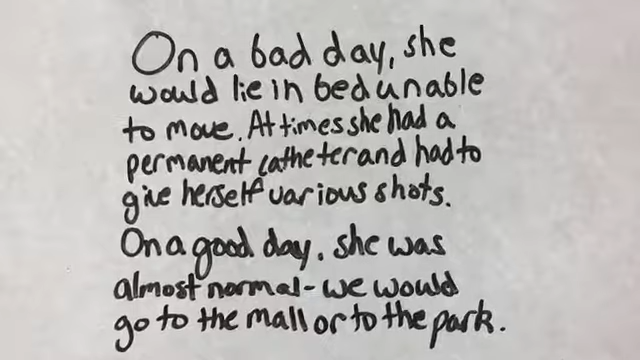 On a bad day, she
would lie in bed unable
to move. At times she had a
permanent catheter and had to
give herself various shots.
On a good day. she was
almost normal - we would
go to the mall or to the park.